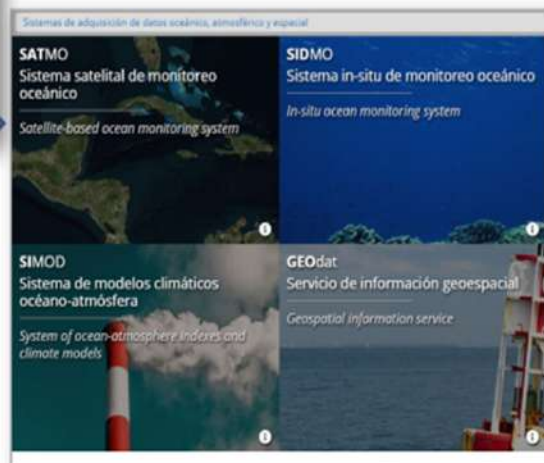 Sistemas de adquisición de datos oceánico, atmosférico y espacial
SATMO
Sistema satelital de monitoreo
oceánico
Satellite-based ocean monitoring system
SIDMO
Sistema in-situ de monitoreo oceánico
In-situ ocean monitoring system
SIMOD
Sistema de modelos climáticos
océano-atmósfera
System of ocean-atmosphere indexes and
climate models
GEOdat
Servicio de información geoespacial
Geospatial information service